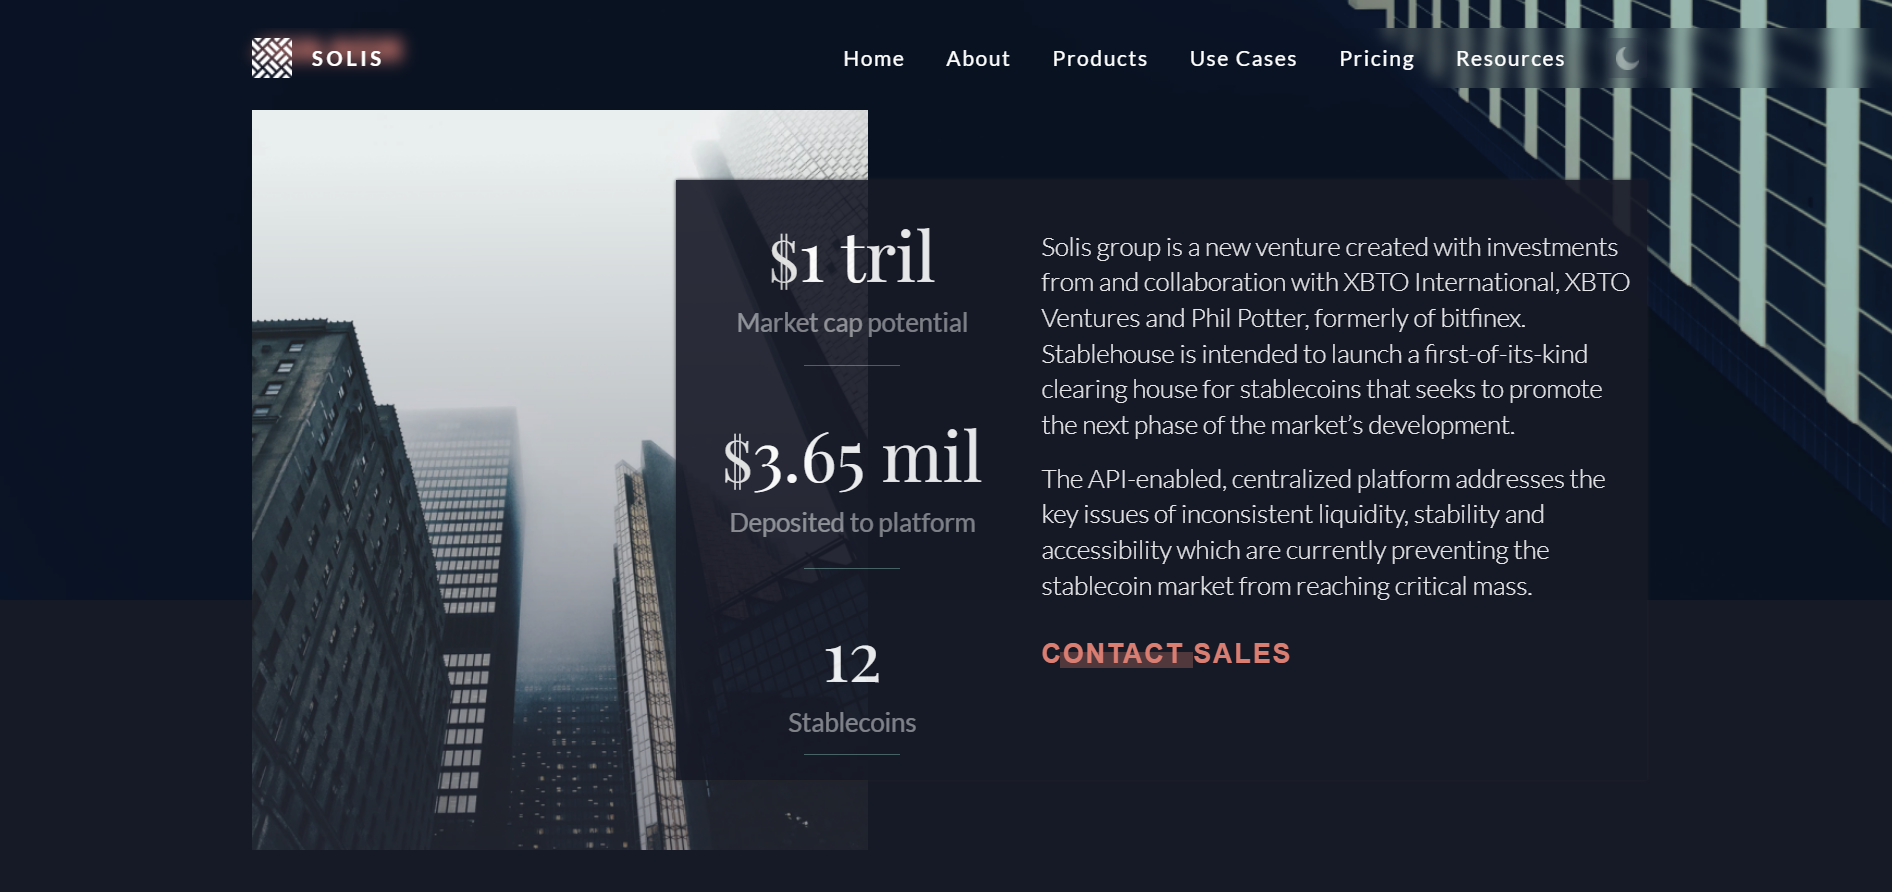 SOLIS
Home About Products Use Cases Pricing Resources
$1 tril
Market cap potential
$3.65 mil
Deposited to platform
12
Stablecoins
Solis group is a new venture created with investments
from and collaboration with XBTO International, XBTO
Ventures and Phil Potter, formerly of bitfinex.
Stablehouse is intended to launch a first-of-its-kind
clearing house for stablecoins that seeks to promote
the next phase of the market’s development.
The API-enabled, centralized platform addresses the
key issues of inconsistent liquidity, stability and
accessibility which are currently preventing the
stablecoin market from reaching critical mass.
CONTACT SALES